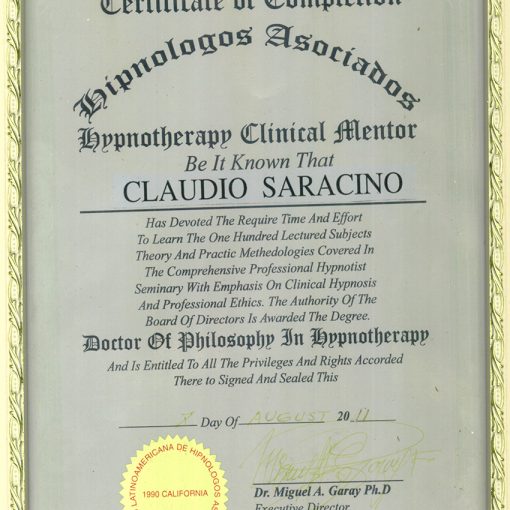 Certificate of Completion
Hipnologos Asociados
Hypnotherapy Clinical Mentor
Be It Known That
CLAUDIO SARACINO
Has Devoted The Require Time And Effort
To Learn The One Hundred Lectured Subjects
Theory And Practic Methedologies Covered In
The Comprehensive Professional Hypnotist
Seminary With Emphasis On Clinical Hypnosis
And Professional Ethics. The Authority Of The
Board Of Directors Is Awarded The Degree.
Doctor Of Philosophy In Hypnotherapy
And Is Entitled To All The Privileges And Rights Accorded
There to Signed And Sealed This
Day Of AUGUST 2011
LATINOAMERICANA DE HIPNOLOGOS
1990 CALIFORNIA
Dr. Miguel A. Garay Ph.D
Executive Director